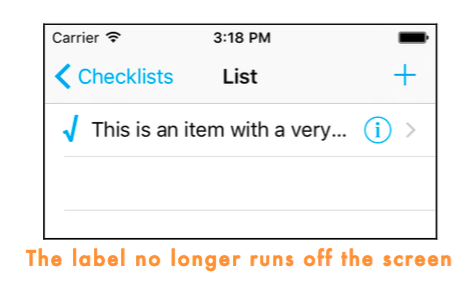 Carrier 3:18 PM
Checklists List +
√ This is an item with a very... i >
The label no longer runs off the screen